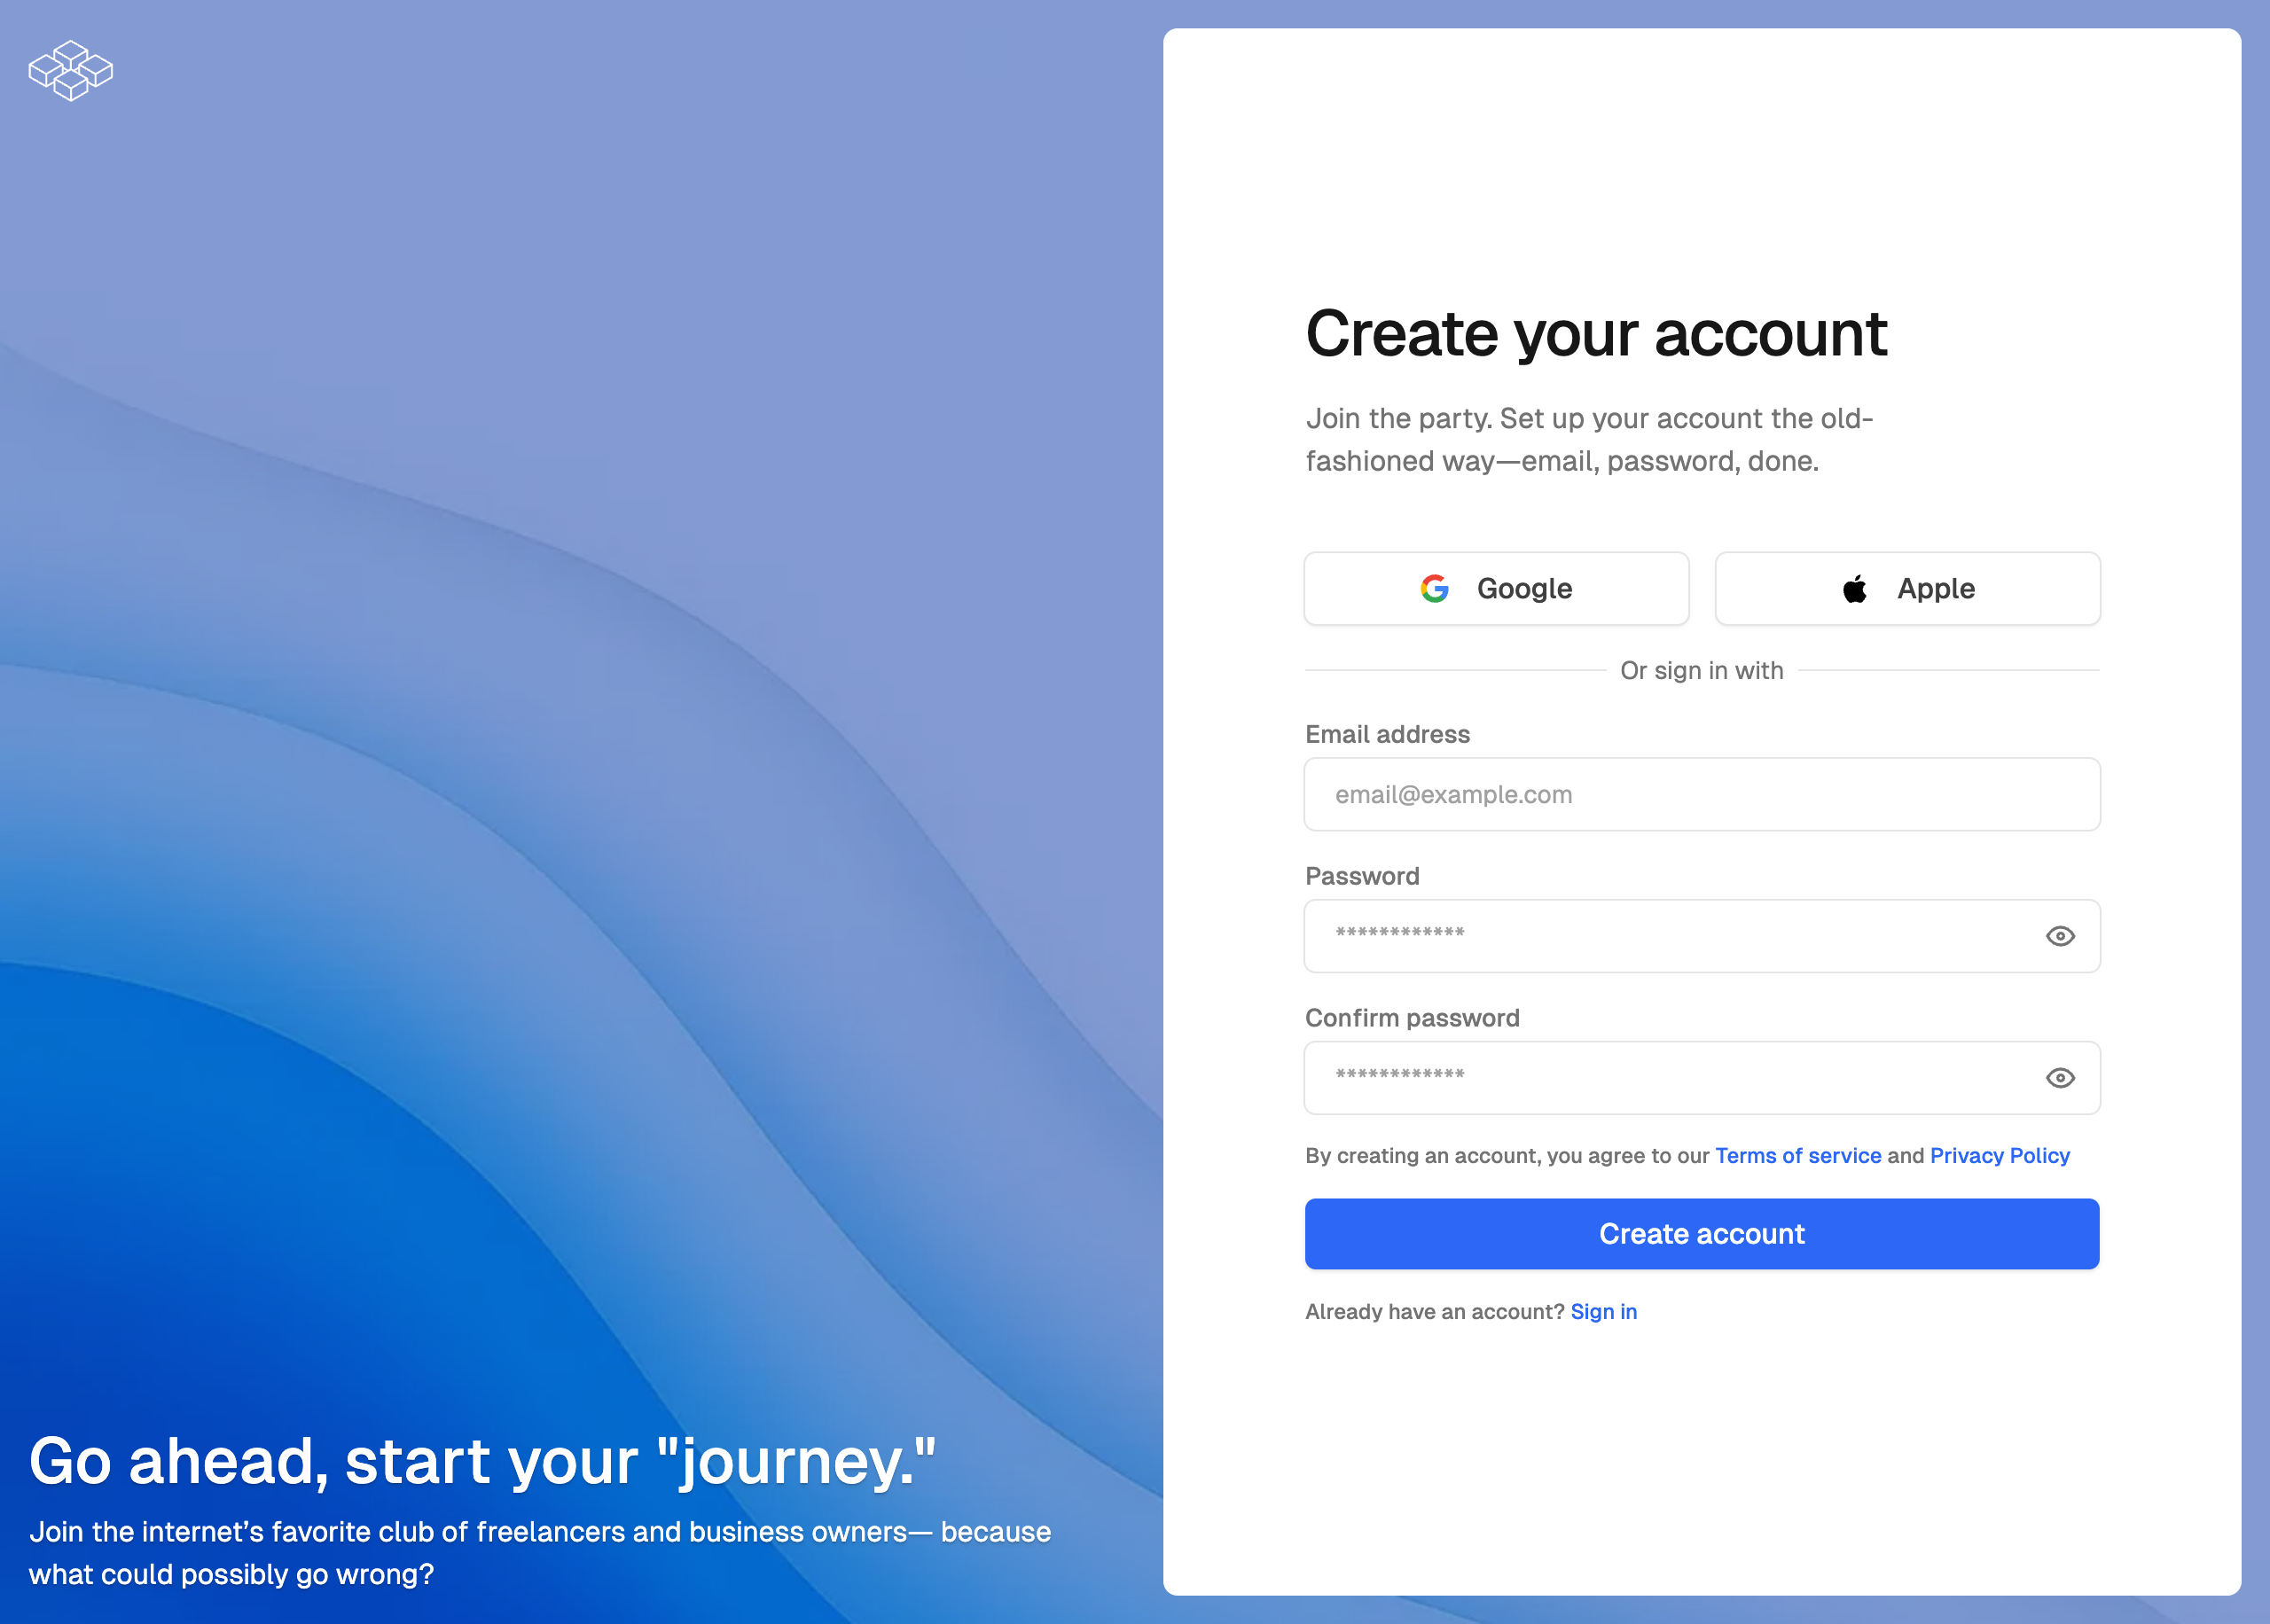 Go ahead, start your "journey."
Join the internet’s favorite club of freelancers and business owners— because
what could possibly go wrong?
Create your account
Join the party. Set up your account the old-
fashioned way—email, password, done.
Google
Apple
Or sign in with
Email address
email@example.com
Password
************
Confirm password
************
By creating an account, you agree to our Terms of service and Privacy Policy
Create account
Already have an account? Sign in